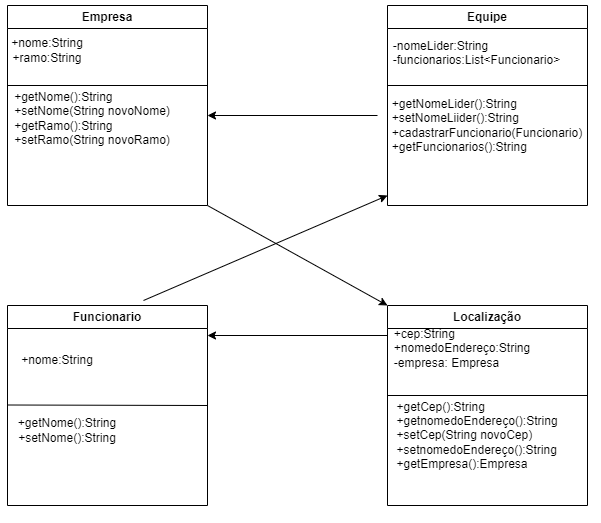 Empresa
+nome:String
+ramo:String
+getNome():String
+setNome(String novoNome)
+getRamo():String
+setRamo(String novoRamo)
Equipe
-nomeLider:String
-funcionarios:List<Funcionario>
+getNomeLider():String
+setNomeLiider():String
+cadastrarFuncionario(Funcionario)
+getFuncionarios():String
Funcionario
+nome:String
+getNome():String
+setNome():String
Localização
+cep:String
+nomedoEndereço:String
-empresa: Empresa
+getCep():String
+getnomedoEndereço():String
+setCep(String novoCep)
+setnomedoEndereço():String
+getEmpresa():Empresa